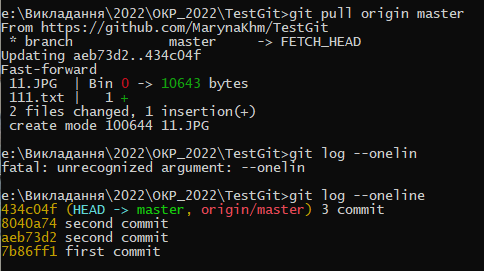 e:\Викладання\2022\ОКР_2022\TestGit>git pull origin master
From https://github.com/MarynaKhm/TestGit
 * branch            master     -> FETCH_HEAD
Updating aeb73d2..434c04f
Fast-forward
 11.JPG  | Bin 0 -> 10643 bytes
 111.txt |   1 +
 2 files changed, 1 insertion(+)
 create mode 100644 11.JPG
e:\Викладання\2022\ОКР_2022\TestGit>git log --onelin
fatal: unrecognized argument: --onelin
e:\Викладання\2022\ОКР_2022\TestGit>git log --oneline
434c04f (HEAD -> master, origin/master) 3 commit
8040a74 second commit
aeb73d2 second commit
7b86ff1 first commit